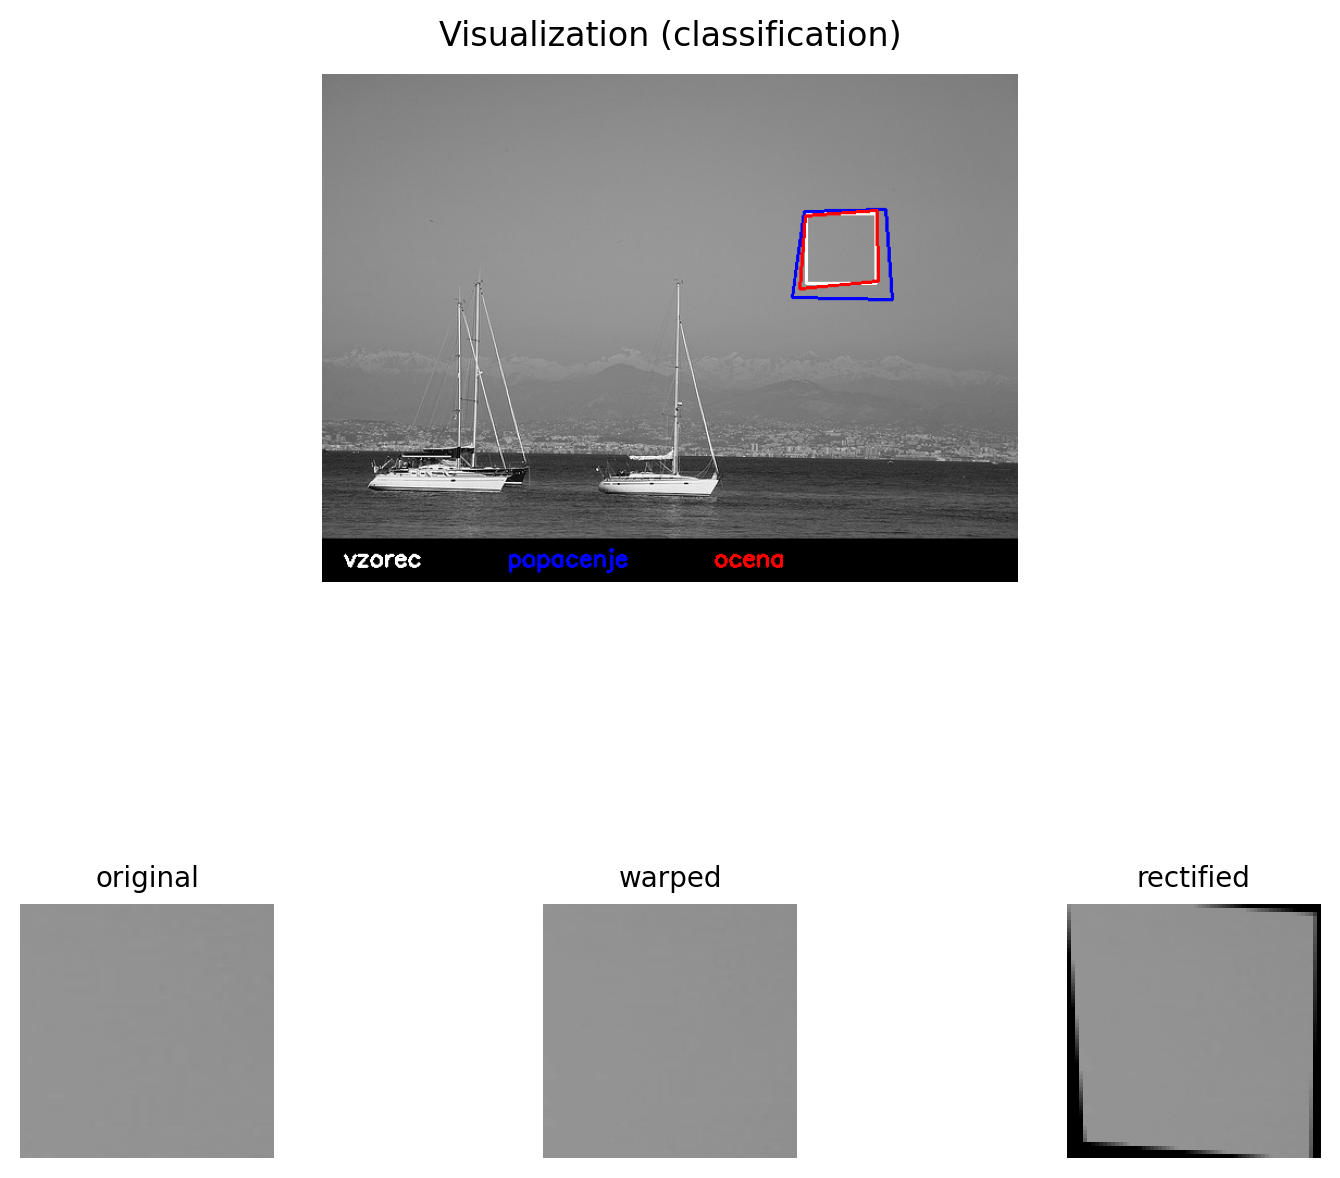 Visualization (classification)
vzorec popacenje ocena
original warped rectified